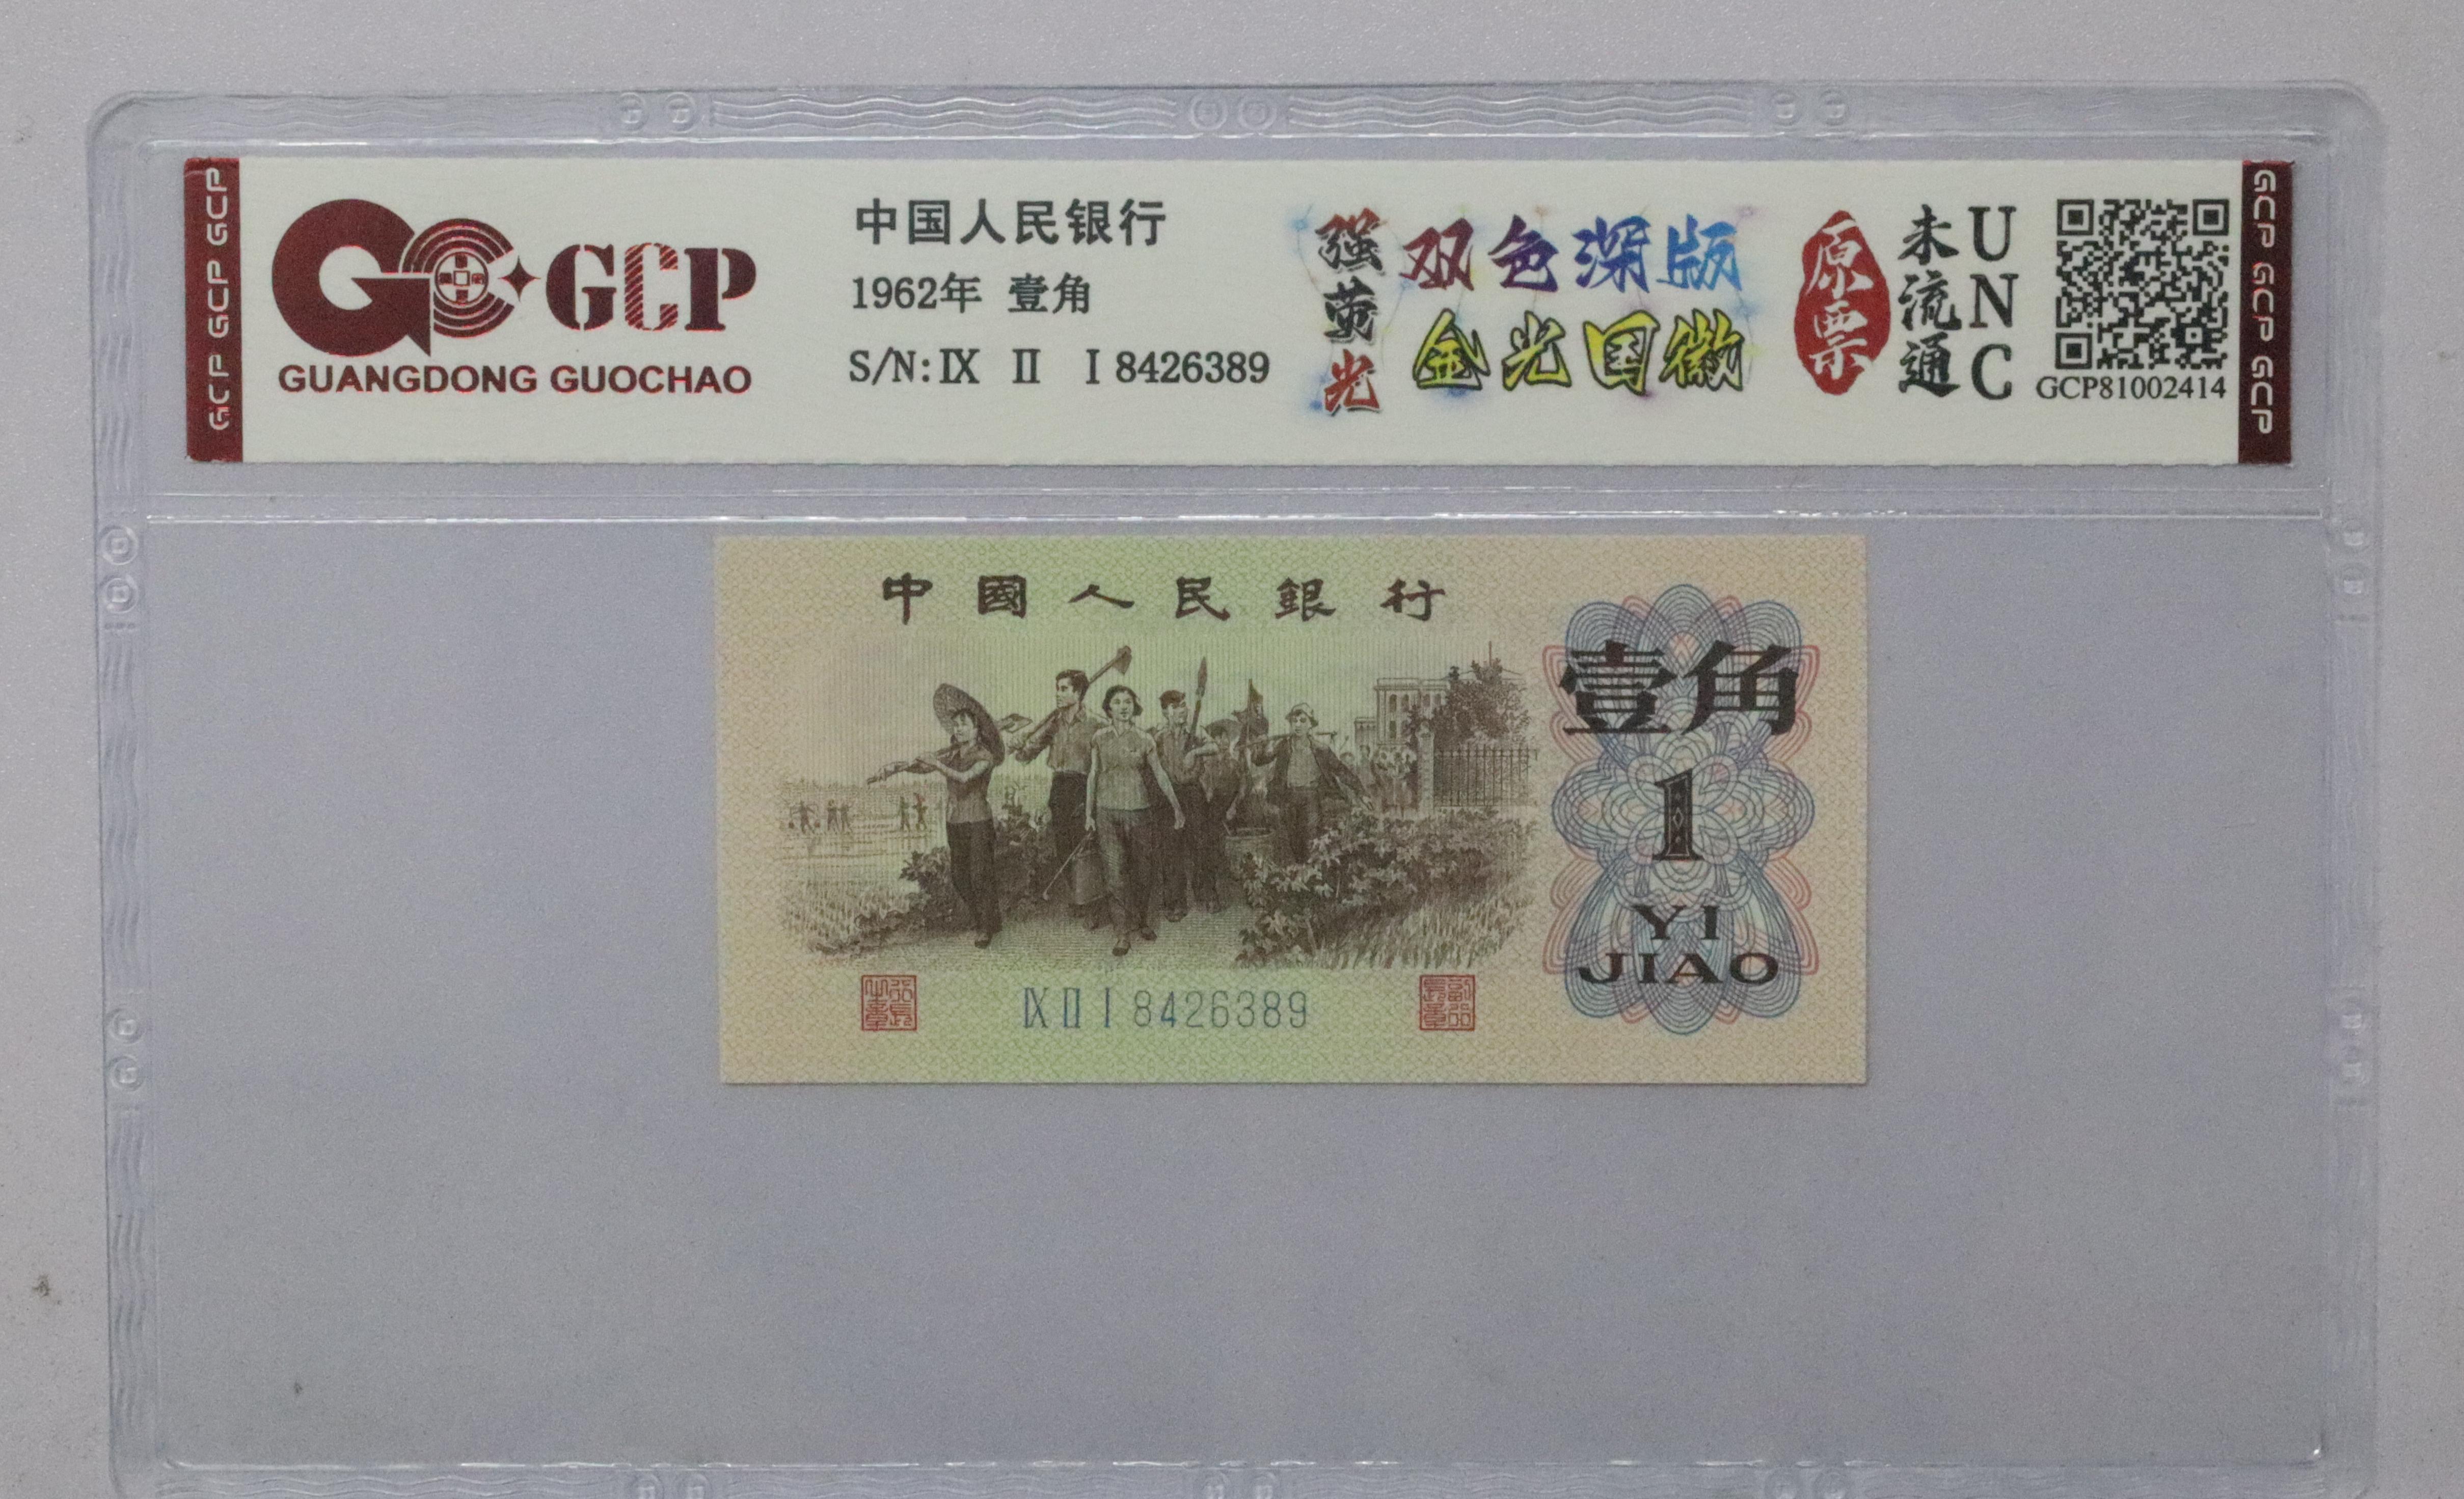 GCP GCP GCP
GCP
GUANGDONG GUOCHAO
中国人民银行
1962年 壹角
S/N: IX II I 8426389
强萤光
双色深版
金光国徽
原票
未流通
UNC
GCP81002414
GCP GCP GCP
中國人民銀行
壹角
1
YI
JIAO
IX II I 8426389